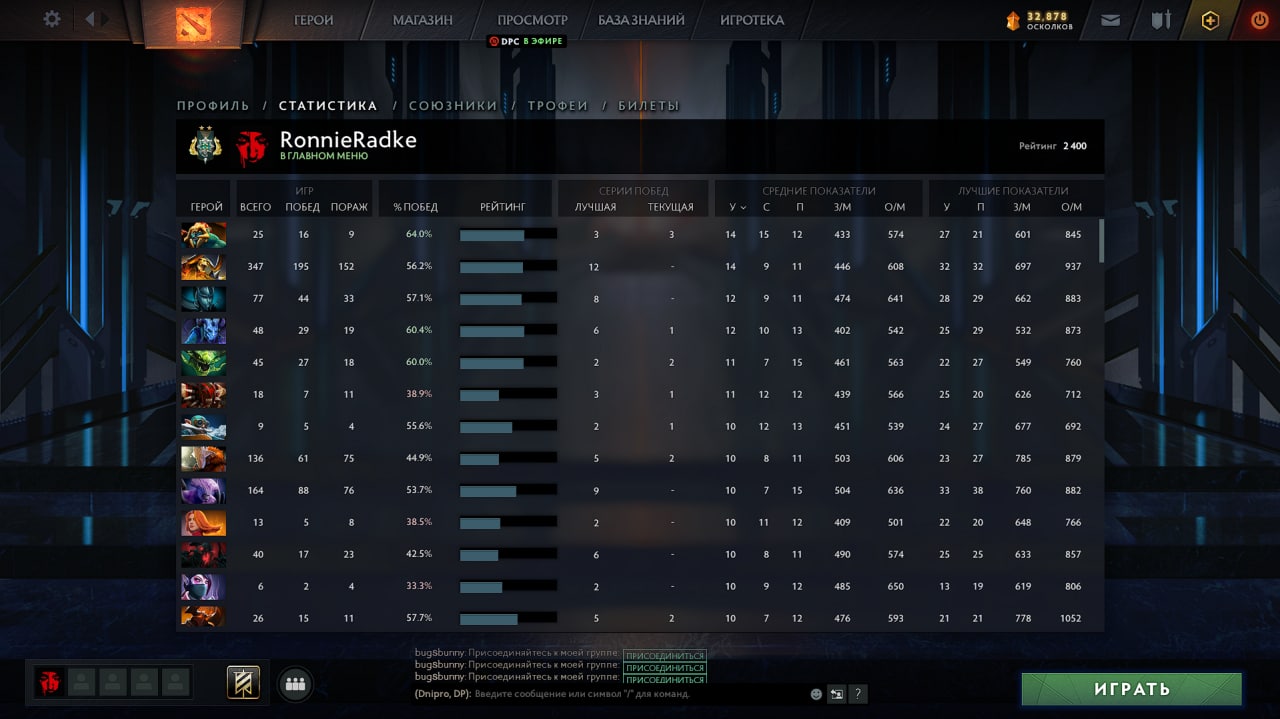 ГЕРОИ МАГАЗИН ПРОСМОТР БАЗА ЗНАНИЙ ИГРОТЕКА 32,878
ОСКОЛКОВ
DPC В ЭФИРЕ
ПРОФИЛЬ / СТАТИСТИКА / СОЮЗНИКИ / ТРОФЕИ / БИЛЕТЫ
RonnieRadke
В ГЛАВНОМ МЕНЮ
Рейтинг 2 400
ИГР СЕРИИ ПОБЕД СРЕДНИЕ ПОКАЗАТЕЛИ ЛУЧШИЕ ПОКАЗАТЕЛИ
ГЕРОЙ ВСЕГО ПОБЕД ПОРАЖ % ПОБЕД РЕЙТИНГ ЛУЧШАЯ ТЕКУЩАЯ У С П З/М О/М У П З/М О/М
25 16 9 64.0% 3 3 14 15 12 433 574 27 21 601 845
347 195 152 56.2% 12 - 14 9 11 446 608 32 32 697 937
77 44 33 57.1% 8 - 12 9 11 474 641 28 29 662 883
48 29 19 60.4% 6 1 12 10 13 402 542 25 29 532 873
45 27 18 60.0% 2 2 11 7 15 461 563 22 27 549 760
18 7 11 38.9% 3 1 11 12 12 439 566 25 20 626 712
9 5 4 55.6% 2 1 10 12 13 451 539 24 27 677 692
136 61 75 44.9% 5 2 10 8 11 503 606 23 27 785 879
164 88 76 53.7% 9 - 10 7 15 504 636 33 38 760 882
13 5 8 38.5% 2 - 10 11 12 409 501 22 20 648 766
40 17 23 42.5% 6 - 10 8 11 490 574 25 25 633 857
6 2 4 33.3% 2 - 10 9 12 485 650 13 19 619 806
26 15 11 57.7% 5 2 10 7 12 476 593 21 21 778 1052
bugsbunny: Присоединяйтесь к моей группе: ПРИСОЕДИНИТЬСЯ
bugsbunny: Присоединяйтесь к моей группе: ПРИСОЕДИНИТЬСЯ
bugsbunny: Присоединяйтесь к моей группе: ПРИСОЕДИНИТЬСЯ
(Dnipro, DP): Введите сообщение или символ "/" для команд. ?
ИГРАТЬ